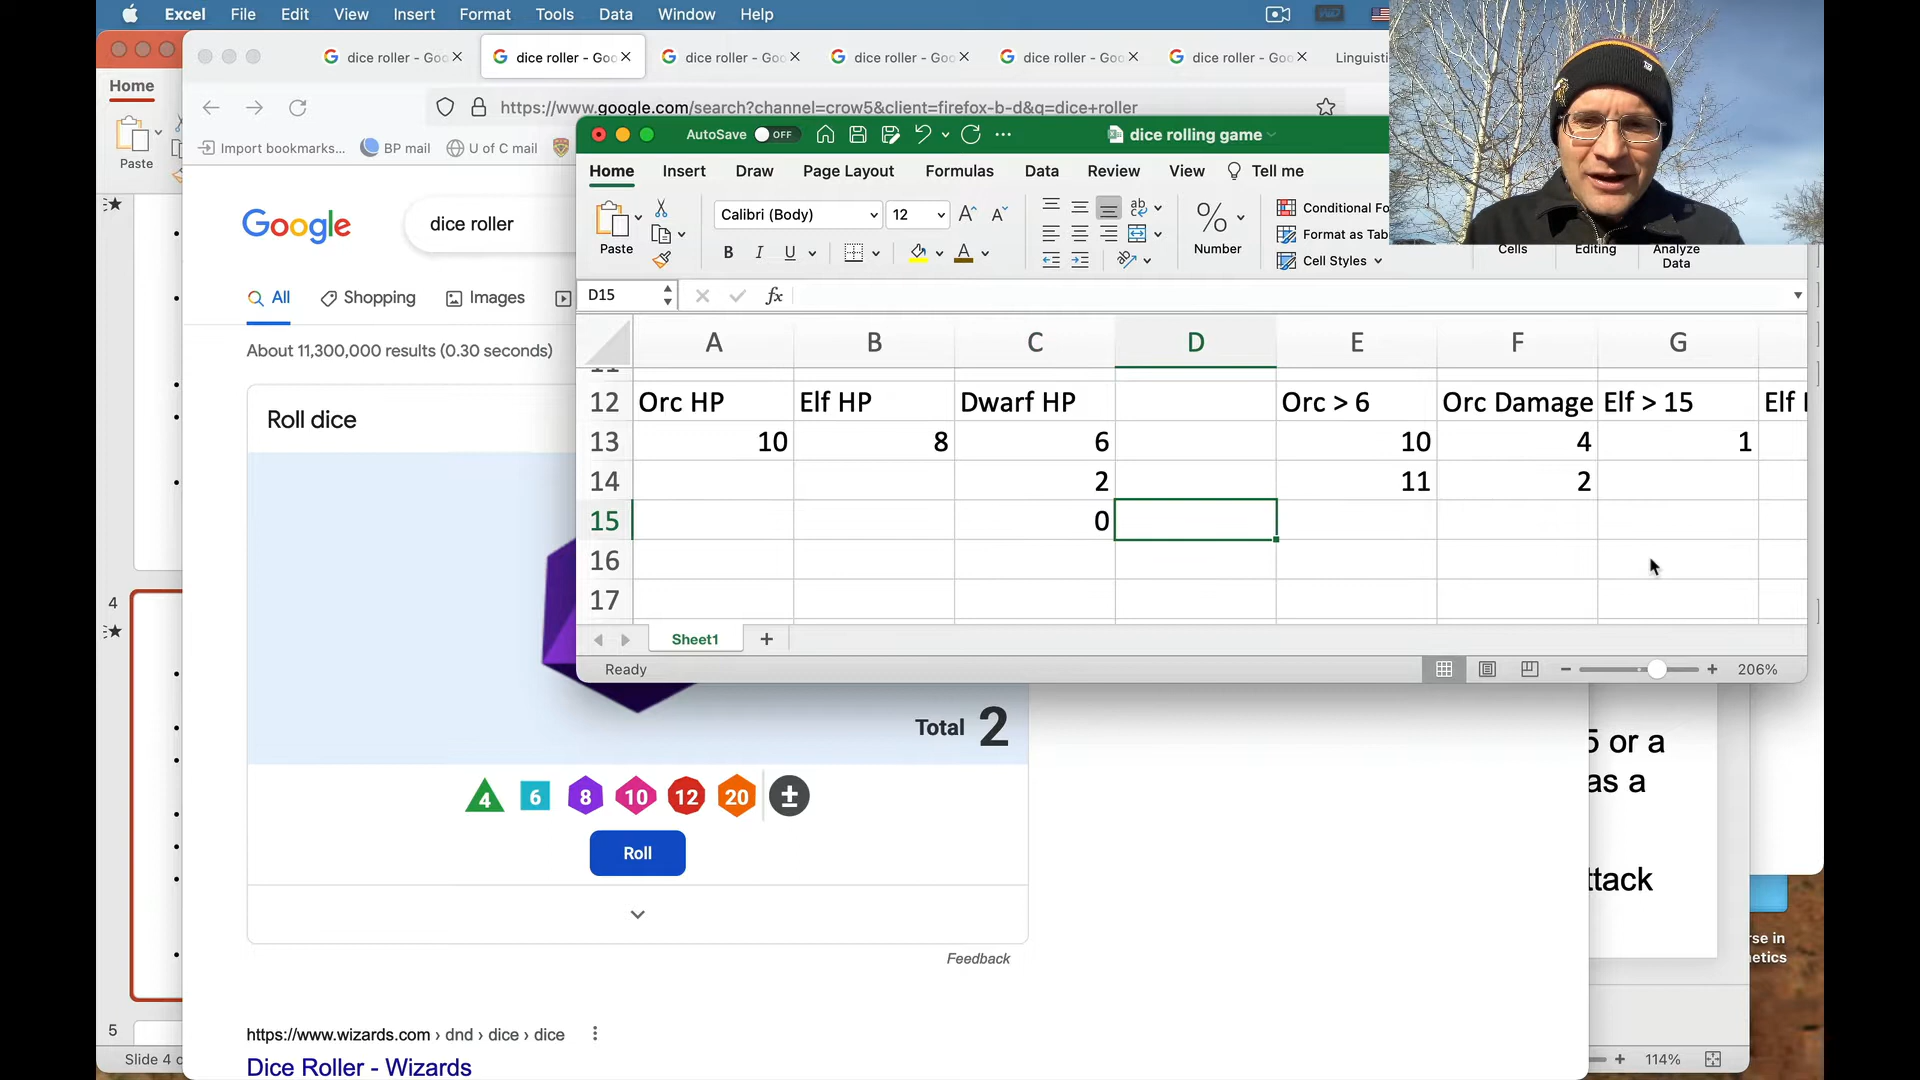 Excel File Edit View Insert Format Tools Data Window Help
dice roller - Goo dice roller - Goo dice roller - Goo dice roller - Goo dice roller - Goo dice roller - Goo Linguisti
Home
https://www.google.com/search?channel=crow5&client=firefox-b-d&q=dice+roller
Paste
Import bookmarks... BP mail U of C mail
AutoSave OFF dice rolling game
Home Insert Draw Page Layout Formulas Data Review View Tell me
Paste
Calibri (Body) 12
B I U A
Number
Conditional Fo
Format as Tab
Cell Styles
Cells Editing Analyze
Data
Google
dice roller
All Shopping Images
About 11,300,000 results (0.30 seconds)
D15 fx
A B C D E F G
11
12 Orc HP Elf HP Dwarf HP Orc > 6 Orc Damage Elf > 15 Elf
13 10 8 6 10 4 1
14 2 11 2
15 0
16
17
Sheet1
Ready
206%
Roll dice
Total 2
4 6 8 10 12 20 ±
Roll
Feedback
https://www.wizards.com › dnd › dice › dice
Dice Roller - Wizards
4
5
Slide 4 o
5 or a
as a
ttack
rse in
etics
114%